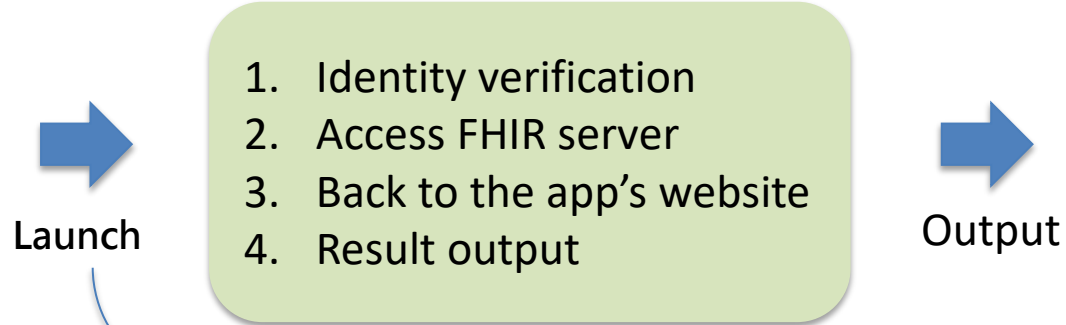 1. Identity verification
2. Access FHIR server
3. Back to the app's website
4. Result output
Launch
Output